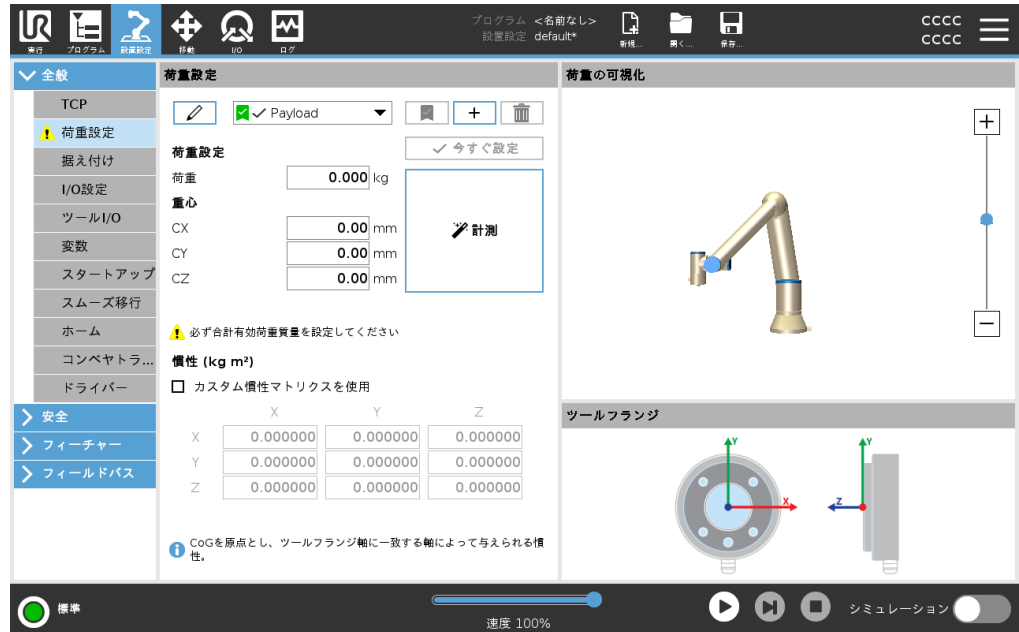 UR
実行
プログラム
設置設定
移動
I/O
ログ
プログラム <名前なし>
設置設定 default*
新規...
開く...
保存...
cccc
cccc
全般
TCP
荷重設定
据え付け
I/O設定
ツールI/O
変数
スタートアップ
スムーズ移行
ホーム
コンベヤトラ...
ドライバー
安全
フィーチャー
フィールドバス
荷重設定
Payload
今すぐ設定
荷重設定
荷重 0.000 kg
重心
CX 0.00 mm
CY 0.00 mm
CZ 0.00 mm
計測
必ず合計有効荷重質量を設定してください
慣性 (kg m²)
カスタム慣性マトリクスを使用
X Y Z
X 0.000000 0.000000 0.000000
Y 0.000000 0.000000 0.000000
Z 0.000000 0.000000 0.000000
CoGを原点とし、ツールフランジ軸に一致する軸によって与えられる慣
性。
荷重の可視化
ツールフランジ
Y
X
Y
Z
標準
速度 100%
シミュレーション